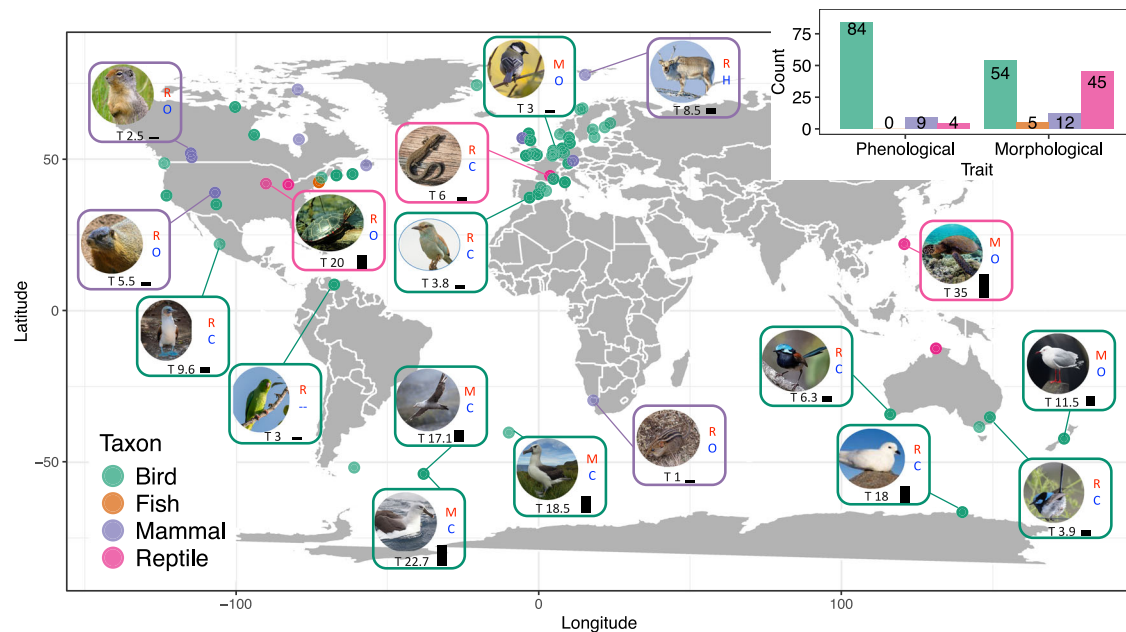 84
54
45
0
9
4
5
12
75
50
25
0
Count
Phenological
Morphological
Trait
R
O
T 2.5
M
O
T 3
R
H
T 8.5
R
C
T 6
R
O
T 5.5
R
O
T 20
R
C
T 3.8
M
O
T 35
R
C
T 9.6
R
--
T 3
M
C
T 17.1
M
C
T 22.7
M
C
T 18.5
R
O
T 1
R
C
T 6.3
M
O
T 11.5
R
C
T 18
R
C
T 3.9
Taxon
Bird
Fish
Mammal
Reptile
50
0
−50
Latitude
−100
0
100
Longitude